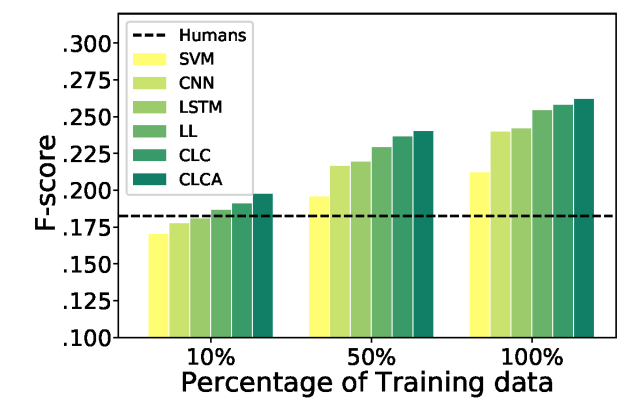 F-score
.300
.275
.250
.225
.200
.175
.150
.125
.100
Humans
SVM
CNN
LSTM
LL
CLC
CLCA
10% 50% 100%
Percentage of Training data